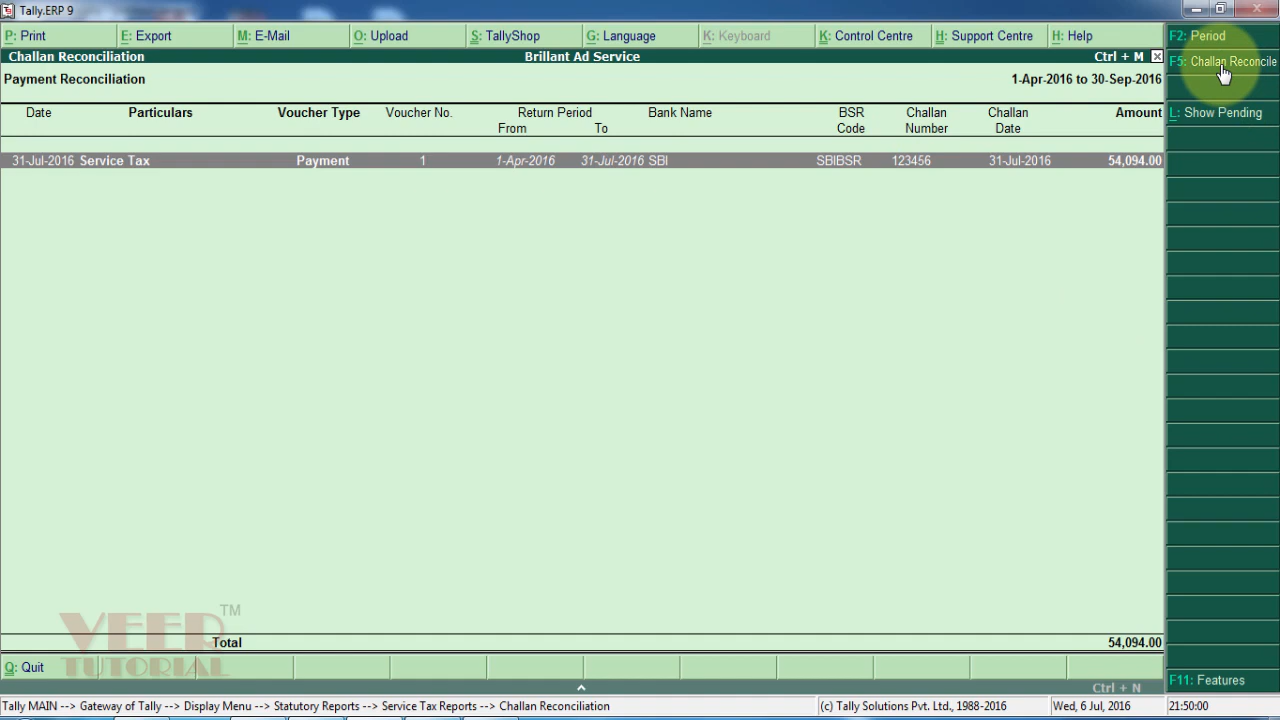 Tally.ERP 9
P: Print E: Export M: E-Mail O: Upload S: TallyShop G: Language K: Keyboard K: Control Centre H: Support Centre H: Help F2: Period
Challan Reconciliation Brillant Ad Service Ctrl + M F5: Challan Reconcile
Payment Reconciliation 1-Apr-2016 to 30-Sep-2016
Date Particulars Voucher Type Voucher No. Return Period Bank Name BSR Challan Challan Amount L: Show Pending
From To Code Number Date
31-Jul-2016 Service Tax Payment 1 1-Apr-2016 31-Jul-2016 SBI SBIBSR 123456 31-Jul-2016 54,094.00
VEER TM
TUTORIAL
Total 54,094.00
Q: Quit
F11: Features
Ctrl + N
Tally MAIN --> Gateway of Tally --> Display Menu --> Statutory Reports --> Service Tax Reports --> Challan Reconciliation (c) Tally Solutions Pvt. Ltd., 1988-2016 Wed, 6 Jul, 2016 21:50:00